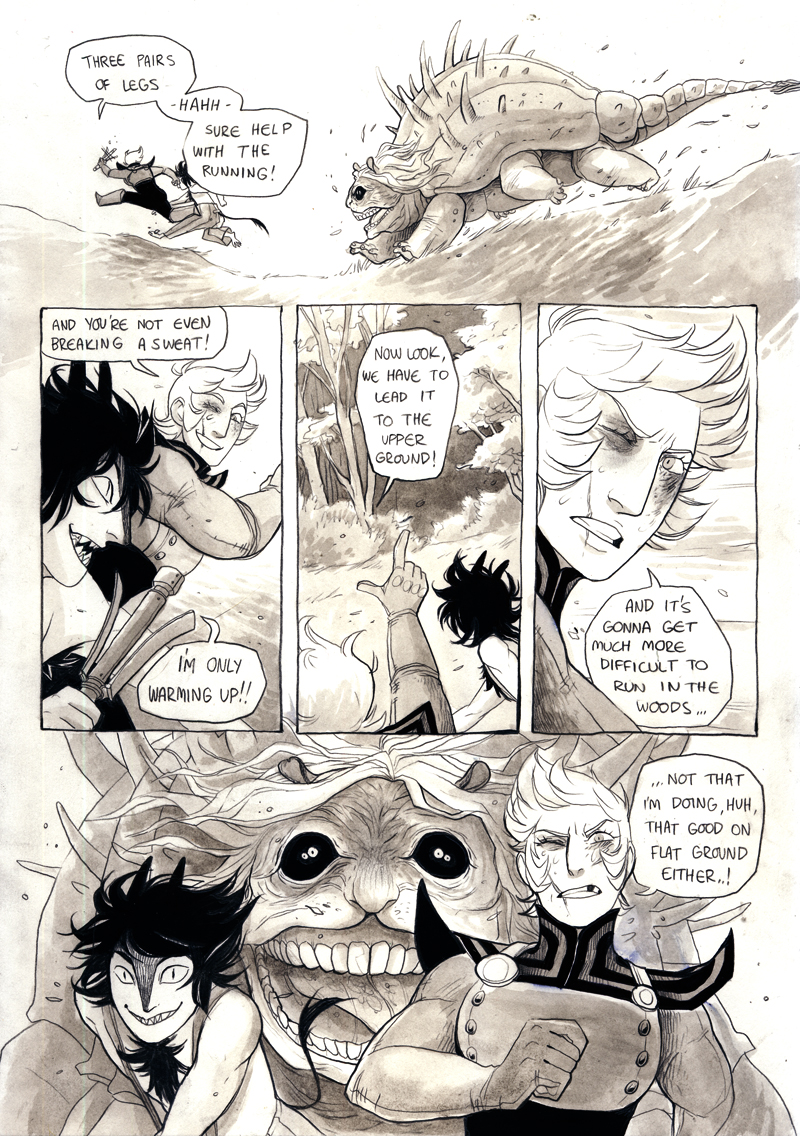 THREE PAIRS
OF LEGS
-HAHH-
SURE HELP
WITH THE
RUNNING!
AND YOU'RE NOT EVEN
BREAKING A SWEAT!
I'M ONLY
WARMING UP!!
NOW LOOK,
WE HAVE TO
LEAD IT
TO THE
UPPER
GROUND!
AND IT'S
GONNA GET
MUCH MORE
DIFFICULT TO
RUN IN THE
WOODS...
...NOT THAT
I'M DOING, HUH,
THAT GOOD ON
FLAT GROUND
EITHER..!